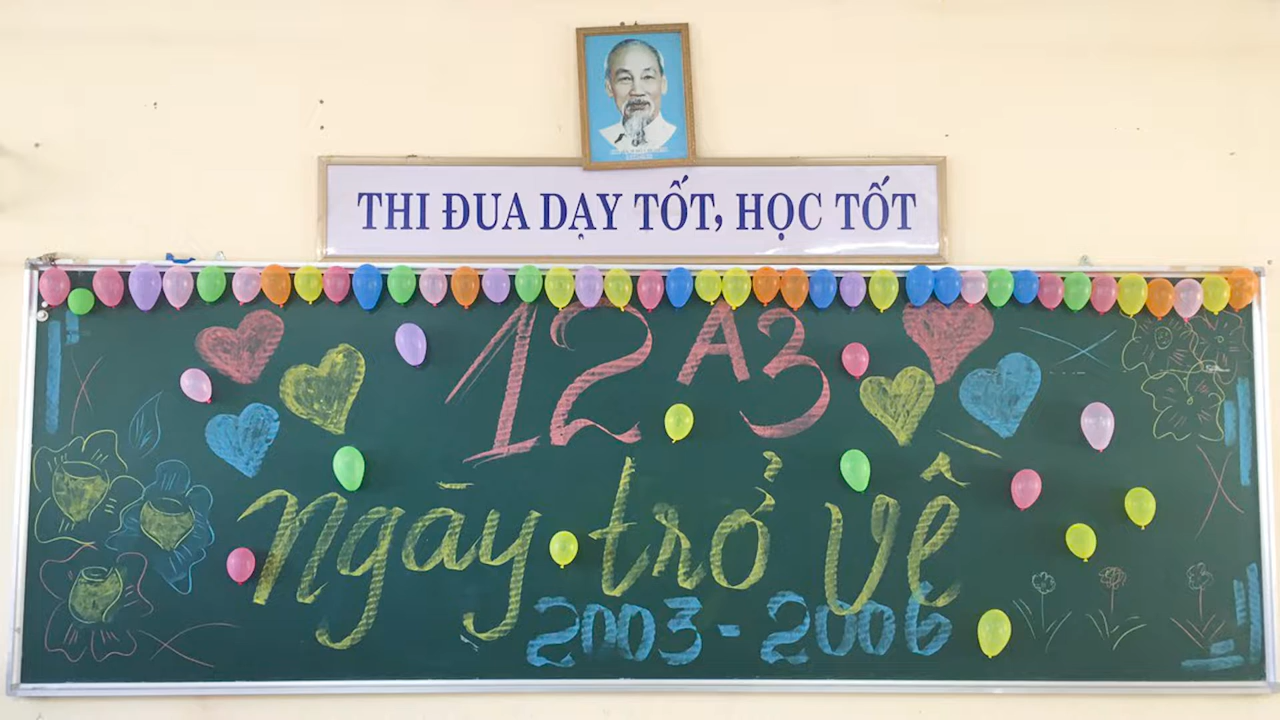 THI ĐUA DẠY TỐT, HỌC TỐT
12A3
Ngày trở về
2003-2006